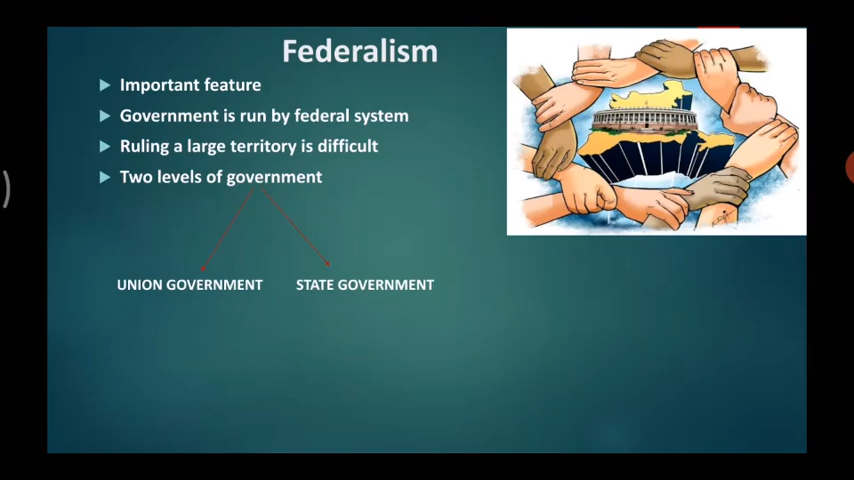 Federalism
Important feature
Government is run by federal system
Ruling a large territory is difficult
Two levels of government
UNION GOVERNMENT
STATE GOVERNMENT